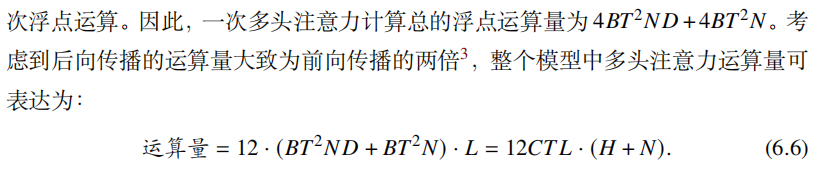 次浮点运算。因此，一次多头注意力计算总的浮点运算量为 4BT²ND+4BT²N。考
虑到后向传播的运算量大致为前向传播的两倍³，整个模型中多头注意力运算量可
表达为：
运算量 = 12 · (BT²ND + BT²N) · L = 12CTL · (H + N). (6.6)